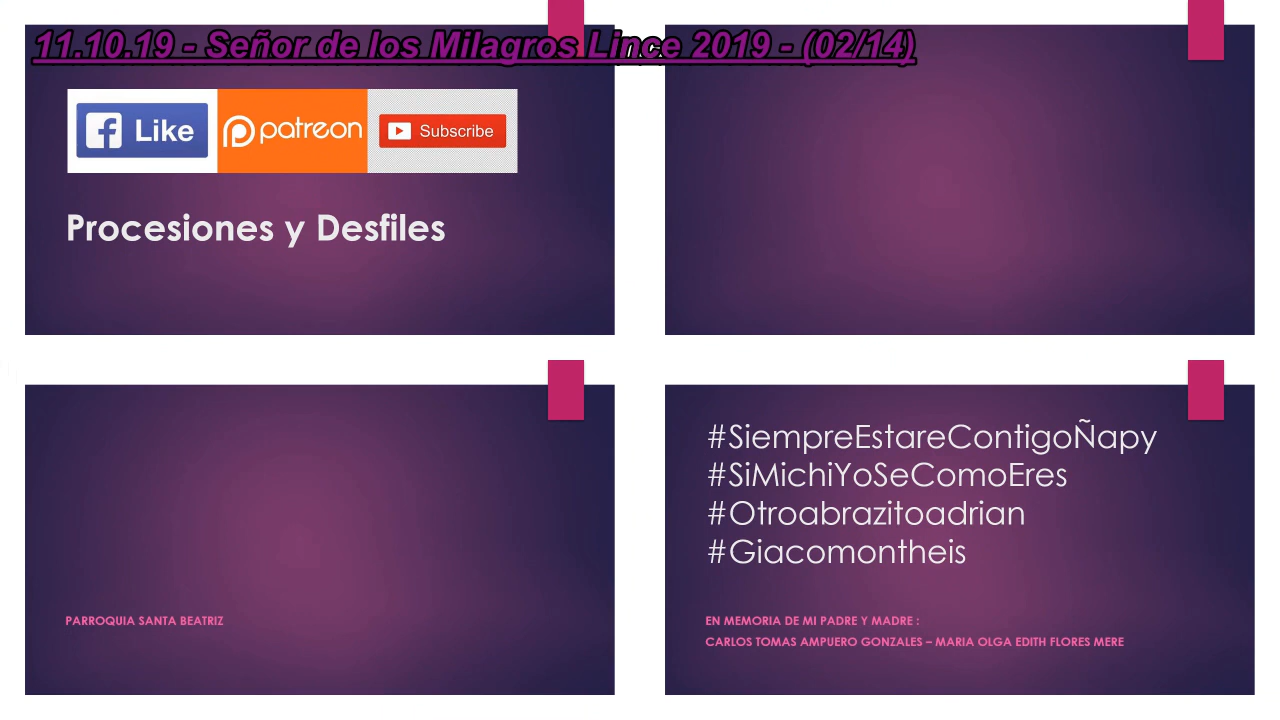 11.10.19 - Señor de los Milagros Lince 2019 - (02/14)
Like
patreon
Subscribe
Procesiones y Desfiles
PARROQUIA SANTA BEATRIZ
#SiempreEstareContigoÑapy
#SiMichiYoSeComoEres
#Otroabrazitoadrian
#Giacomontheis
EN MEMORIA DE MI PADRE Y MADRE :
CARLOS TOMAS AMPUERO GONZALES – MARIA OLGA EDITH FLORES MERE